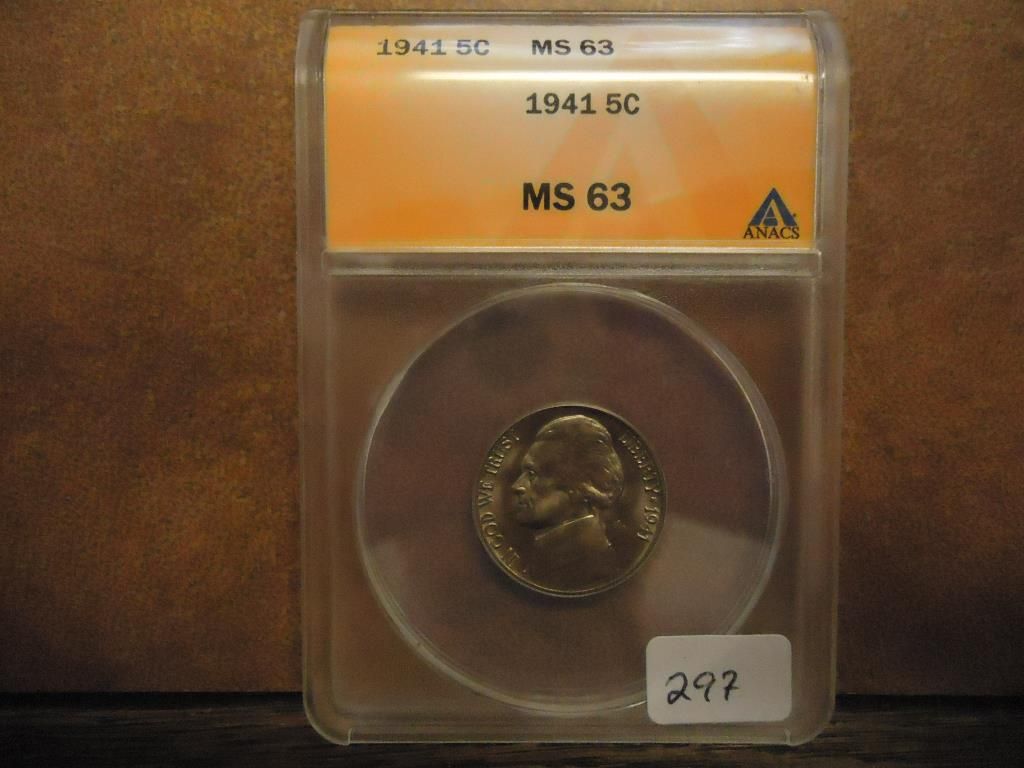 1941 5C MS 63
1941 5C
MS 63
ANACS
IN GOD WE TRUST
LIBERTY ★ 1941
297